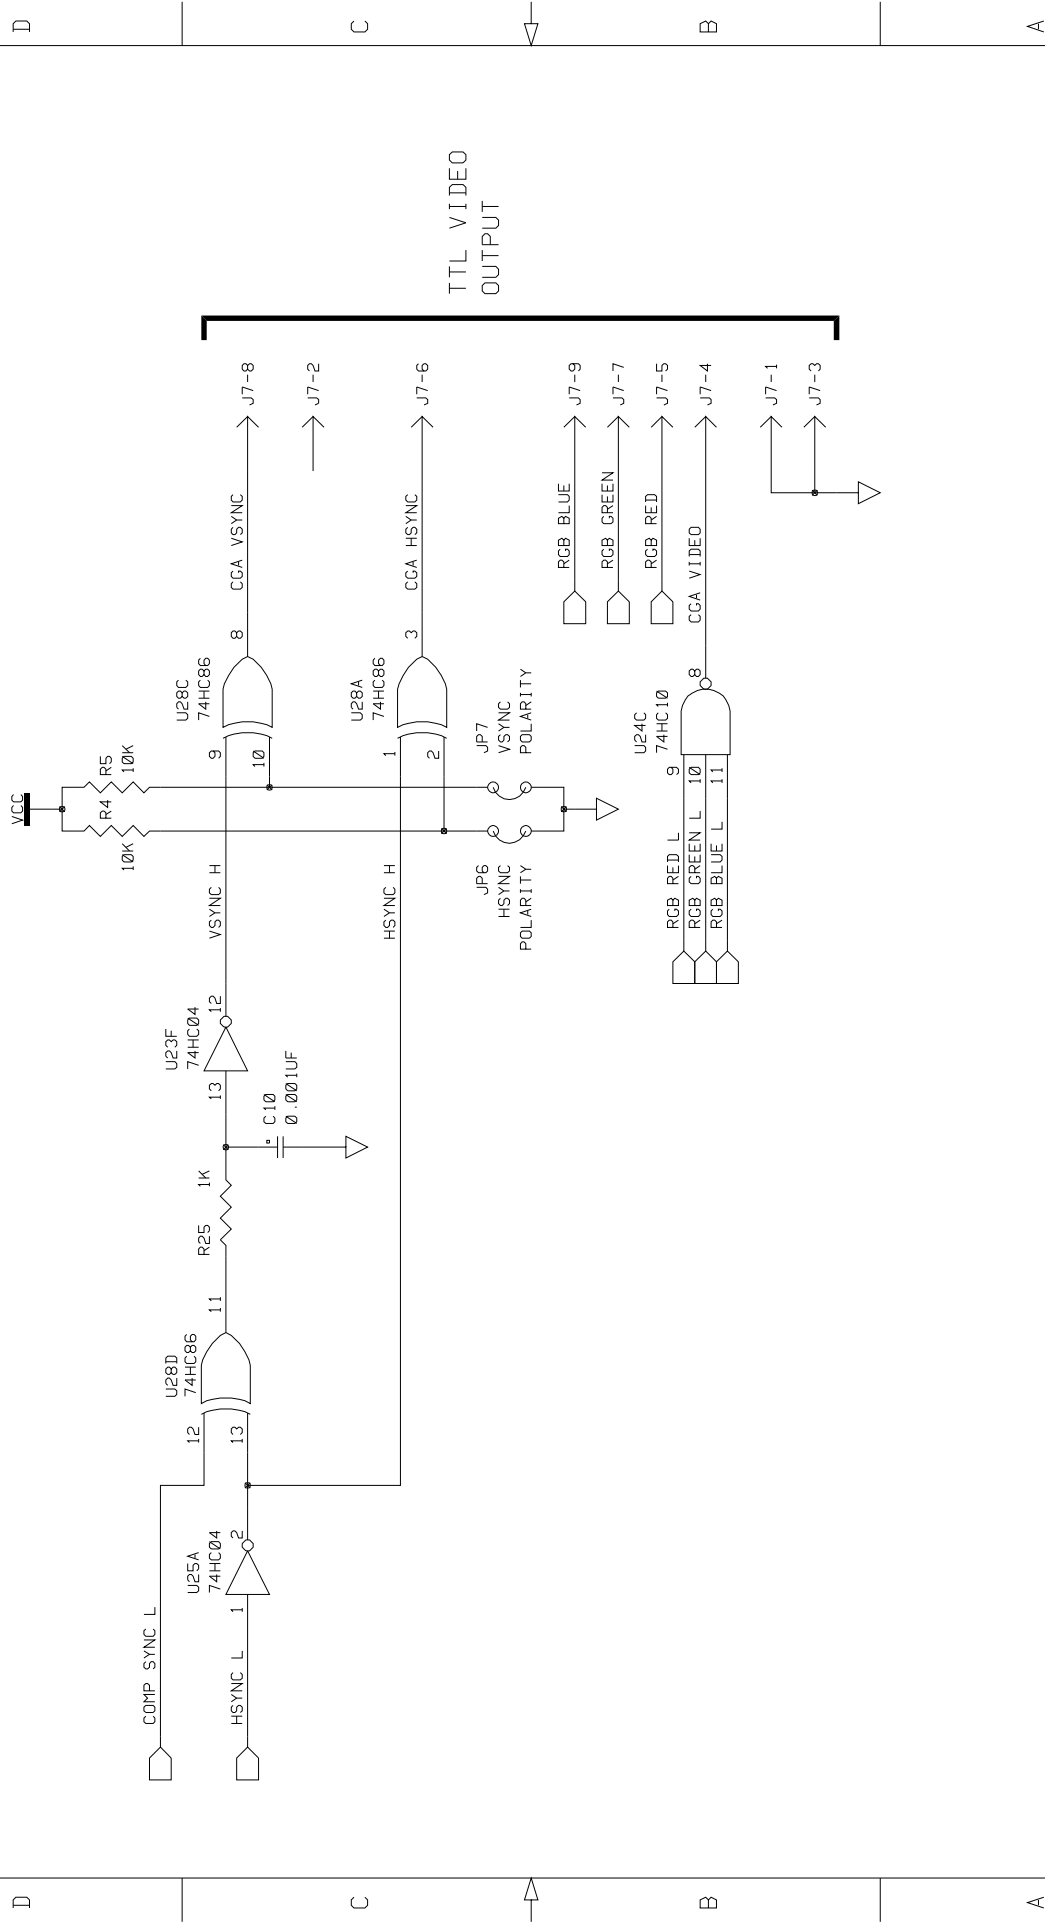 D
C
B
A
VCC
R5
10K
R4
10K
COMP SYNC L
HSYNC L
1
U25A
74HC04
2
12
13
U28D
74HC86
11
R25
1K
C10
0.001UF
13
U23F
74HC04
12
VSYNC H
9
10
U28C
74HC86
8
CGA VSYNC
J7-8
J7-2
HSYNC H
1
2
U28A
74HC86
3
CGA HSYNC
J7-6
JP6
HSYNC
POLARITY
JP7
VSYNC
POLARITY
TTL VIDEO
OUTPUT
RGB BLUE
J7-9
RGB GREEN
J7-7
RGB RED
J7-5
RGB RED L
RGB GREEN L
RGB BLUE L
9
10
11
U24C
74HC10
8
CGA VIDEO
J7-4
J7-1
J7-3
D
C
B
A